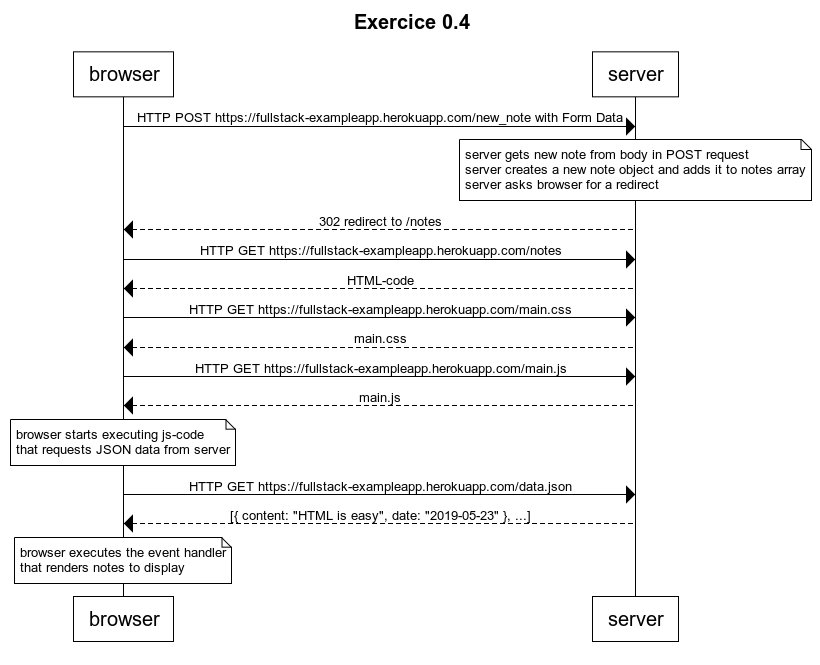 Exercice 0.4
browser
server
HTTP POST https://fullstack-exampleapp.herokuapp.com/new_note with Form Data
server gets new note from body in POST request
server creates a new note object and adds it to notes array
server asks browser for a redirect
302 redirect to /notes
HTTP GET https://fullstack-exampleapp.herokuapp.com/notes
HTML-code
HTTP GET https://fullstack-exampleapp.herokuapp.com/main.css
main.css
HTTP GET https://fullstack-exampleapp.herokuapp.com/main.js
main.js
browser starts executing js-code
that requests JSON data from server
HTTP GET https://fullstack-exampleapp.herokuapp.com/data.json
[{ content: "HTML is easy", date: "2019-05-23" }, ...]
browser executes the event handler
that renders notes to display
browser
server